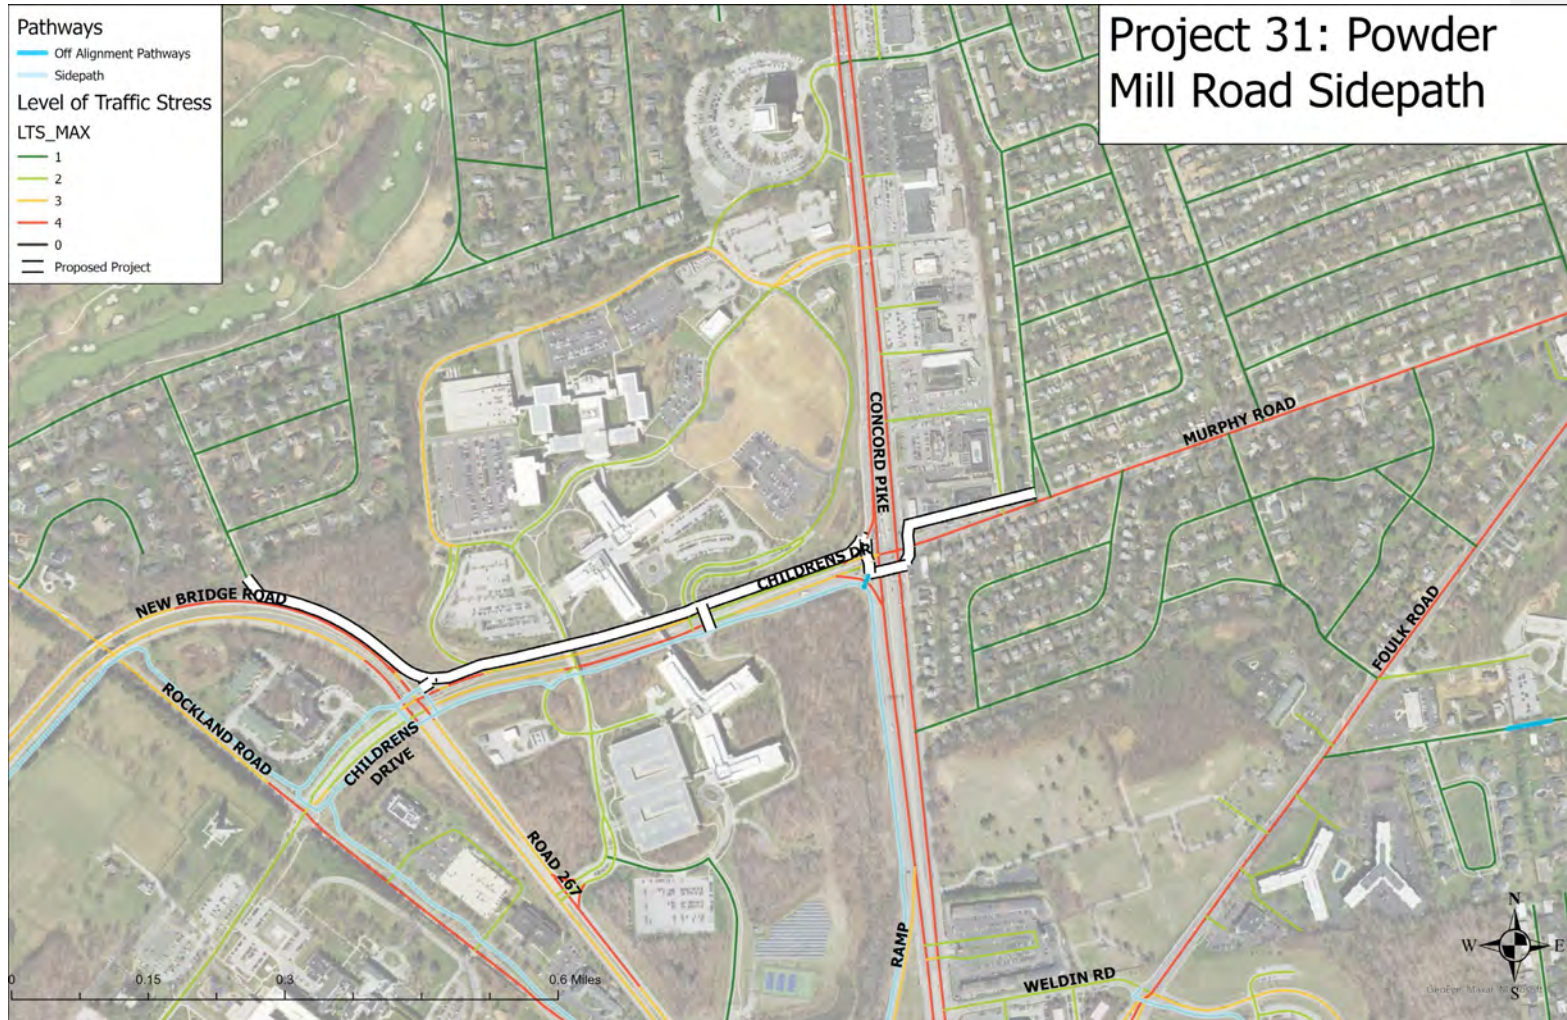 Pathways
Off Alignment Pathways
Sidepath
Level of Traffic Stress
LTS_MAX
1
2
3
4
0
Proposed Project
Project 31: Powder
Mill Road Sidepath
CONCORD PIKE
MURPHY ROAD
CHILDRENS DR
NEW BRIDGE ROAD
FOULK ROAD
ROCKLAND ROAD
CHILDRENS
DRIVE
ROAD 267
RAMP
WELDIN RD
N
W
E
S
0
0.15
0.3
0.6 Miles